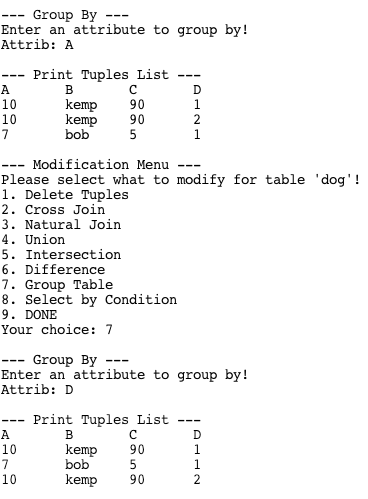 --- Group By ---
Enter an attribute to group by!
Attrib: A
--- Print Tuples List ---
A B C D
10 kemp 90 1
10 kemp 90 2
7 bob 5 1
--- Modification Menu ---
Please select what to modify for table 'dog'!
1. Delete Tuples
2. Cross Join
3. Natural Join
4. Union
5. Intersection
6. Difference
7. Group Table
8. Select by Condition
9. DONE
Your choice: 7
--- Group By ---
Enter an attribute to group by!
Attrib: D
--- Print Tuples List ---
A B C D
10 kemp 90 1
7 bob 5 1
10 kemp 90 2